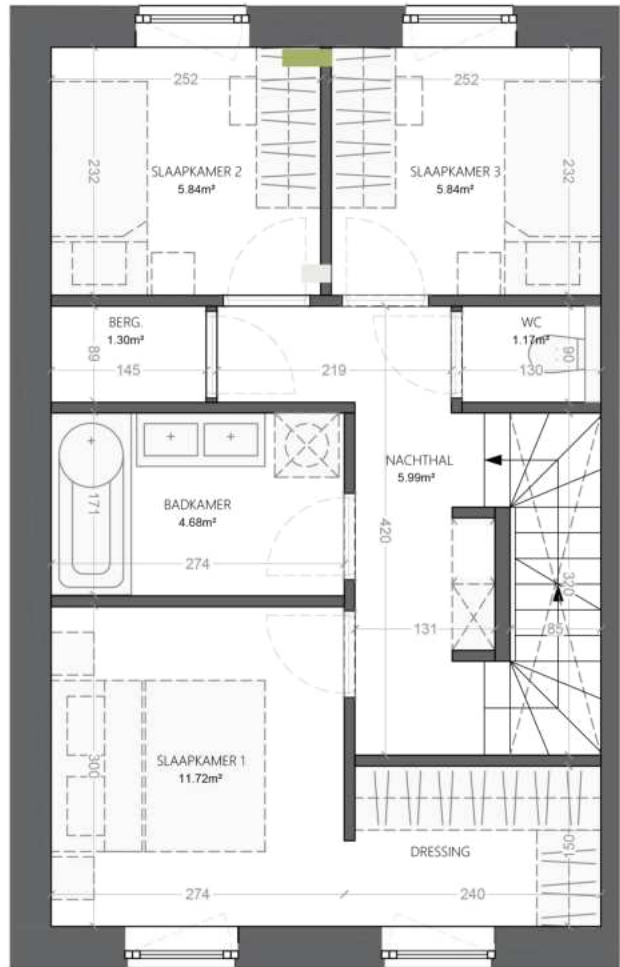 252
252
232
SLAAPKAMER 2
5.84m²
SLAAPKAMER 3
5.84m²
232
BERG.
1.30m²
WC
1.17m²
89
90
145
219
130
NACHTHAL
5.99m²
BADKAMER
4.68m²
171
420
274
320
131
85
SLAAPKAMER 1
11.72m²
300
DRESSING
150
274
240